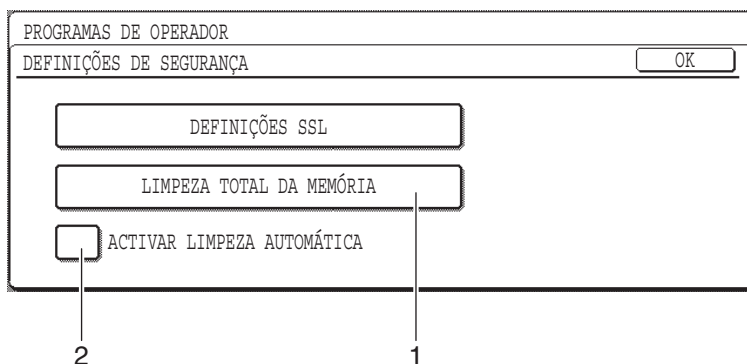 PROGRAMAS DE OPERADOR
DEFINIÇÕES DE SEGURANÇA OK
DEFINIÇÕES SSL
LIMPEZA TOTAL DA MEMÓRIA
ACTIVAR LIMPEZA AUTOMÁTICA
2 1